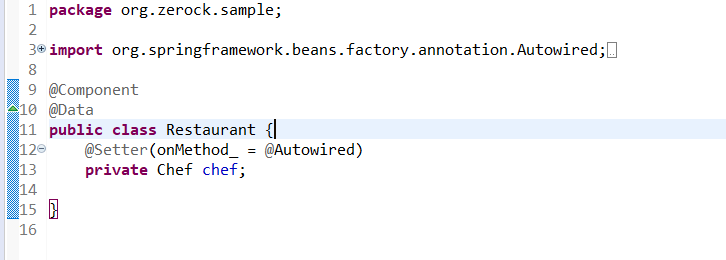 1 package org.zerock.sample;
2
3 import org.springframework.beans.factory.annotation.Autowired;
8
9 @Component
10 @Data
11 public class Restaurant {
12 @Setter(onMethod_ = @Autowired)
13 private Chef chef;
14
15 }
16